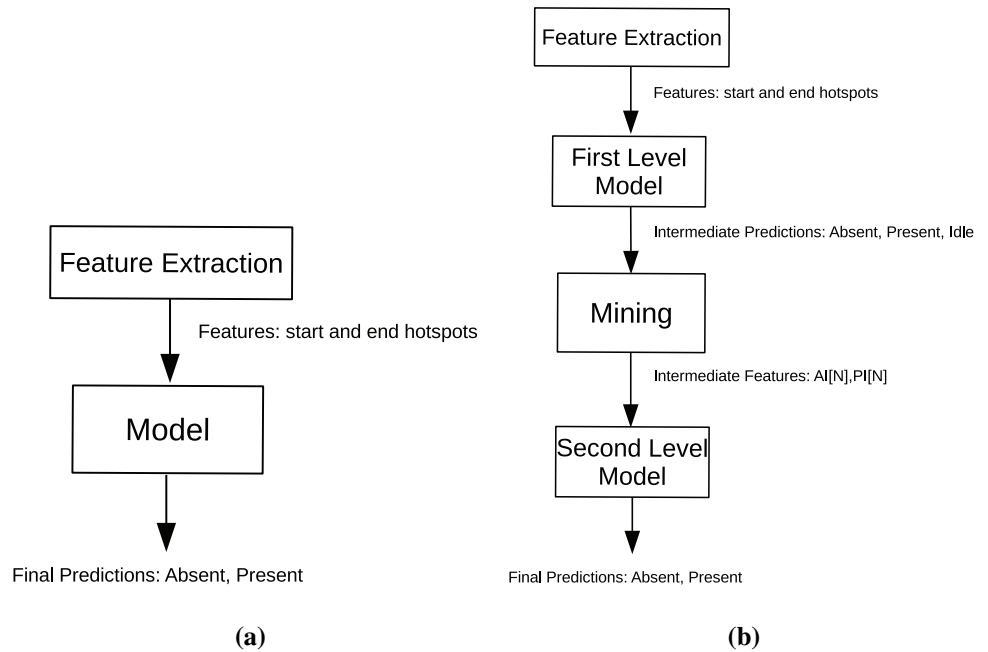 Feature Extraction
Features: start and end hotspots
Model
Final Predictions: Absent, Present
(a)
Feature Extraction
Features: start and end hotspots
First Level
Model
Intermediate Predictions: Absent, Present, Idle
Mining
Intermediate Features: AI[N],PI[N]
Second Level
Model
Final Predictions: Absent, Present
(b)